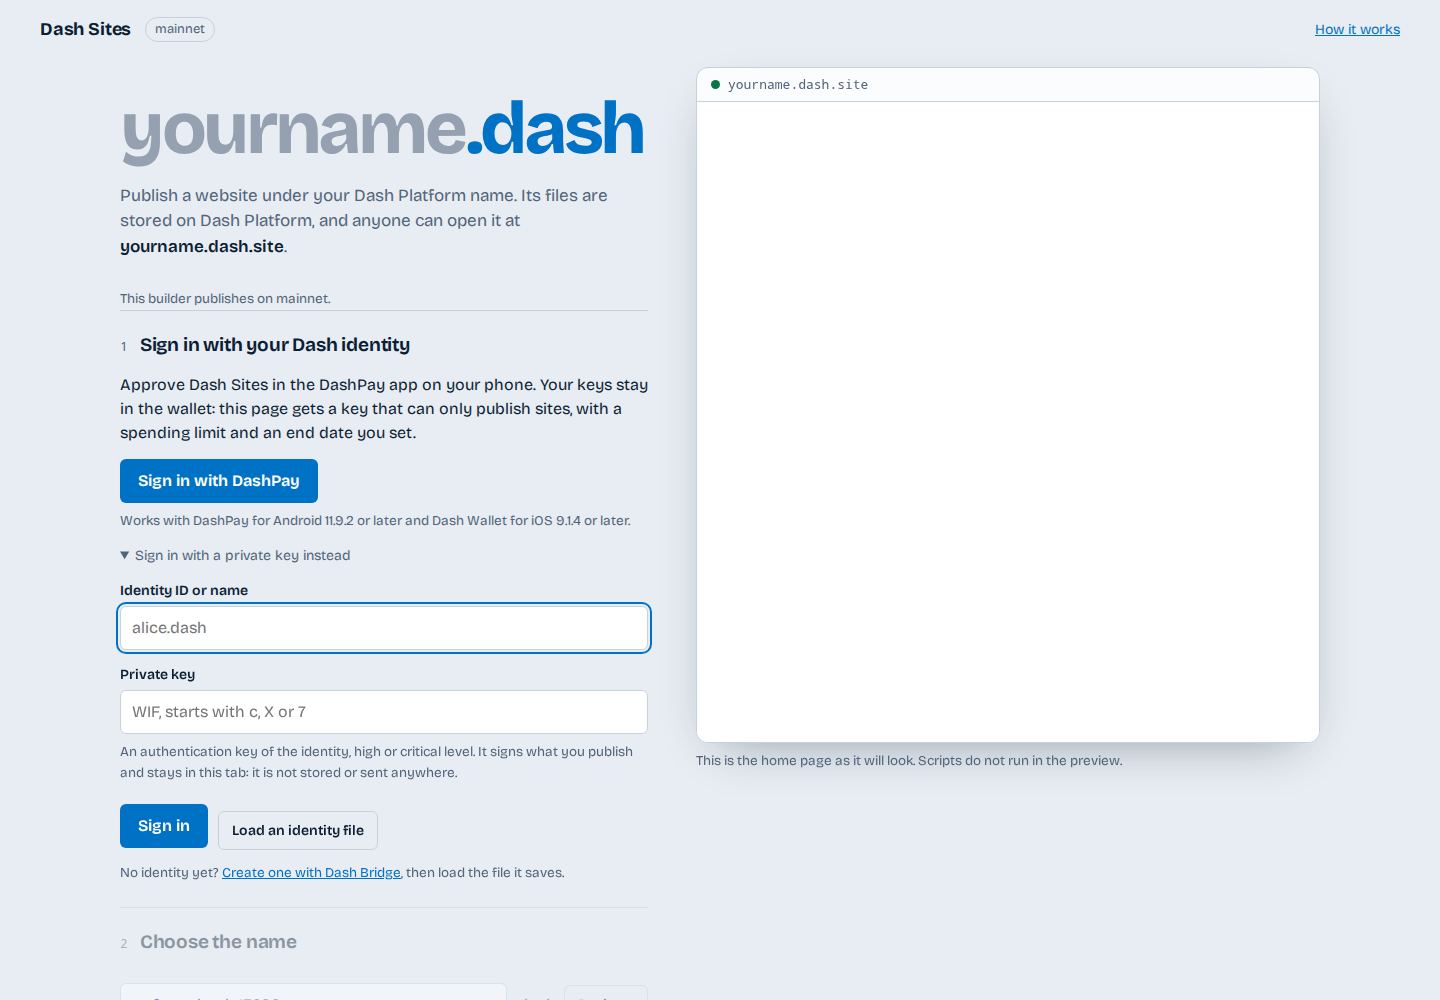 Dash Sites
mainnet
How it works
yourname.dash
Publish a website under your Dash Platform name. Its files are
stored on Dash Platform, and anyone can open it at
yourname.dash.site.
This builder publishes on mainnet.
1 Sign in with your Dash identity
Approve Dash Sites in the DashPay app on your phone. Your keys stay
in the wallet: this page gets a key that can only publish sites, with a
spending limit and an end date you set.
Sign in with DashPay
Works with DashPay for Android 11.9.2 or later and Dash Wallet for iOS 9.1.4 or later.
▼ Sign in with a private key instead
Identity ID or name
alice.dash
Private key
WIF, starts with c, X or 7
An authentication key of the identity, high or critical level. It signs what you publish
and stays in this tab: it is not stored or sent anywhere.
Sign in
Load an identity file
No identity yet? Create one with Dash Bridge, then load the file it saves.
2 Choose the name
yourname.dash.site
This is the home page as it will look. Scripts do not run in the preview.